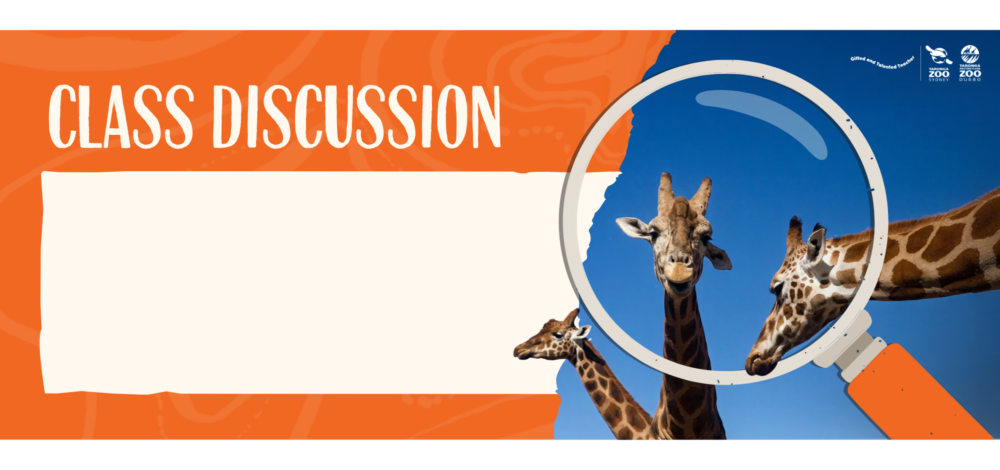 CLASS DISCUSSION
Gifted and Talented Teacher
TARONGA
ZOO
SYDNEY
TARONGA
WESTERN PLAINS
ZOO
DUBBO